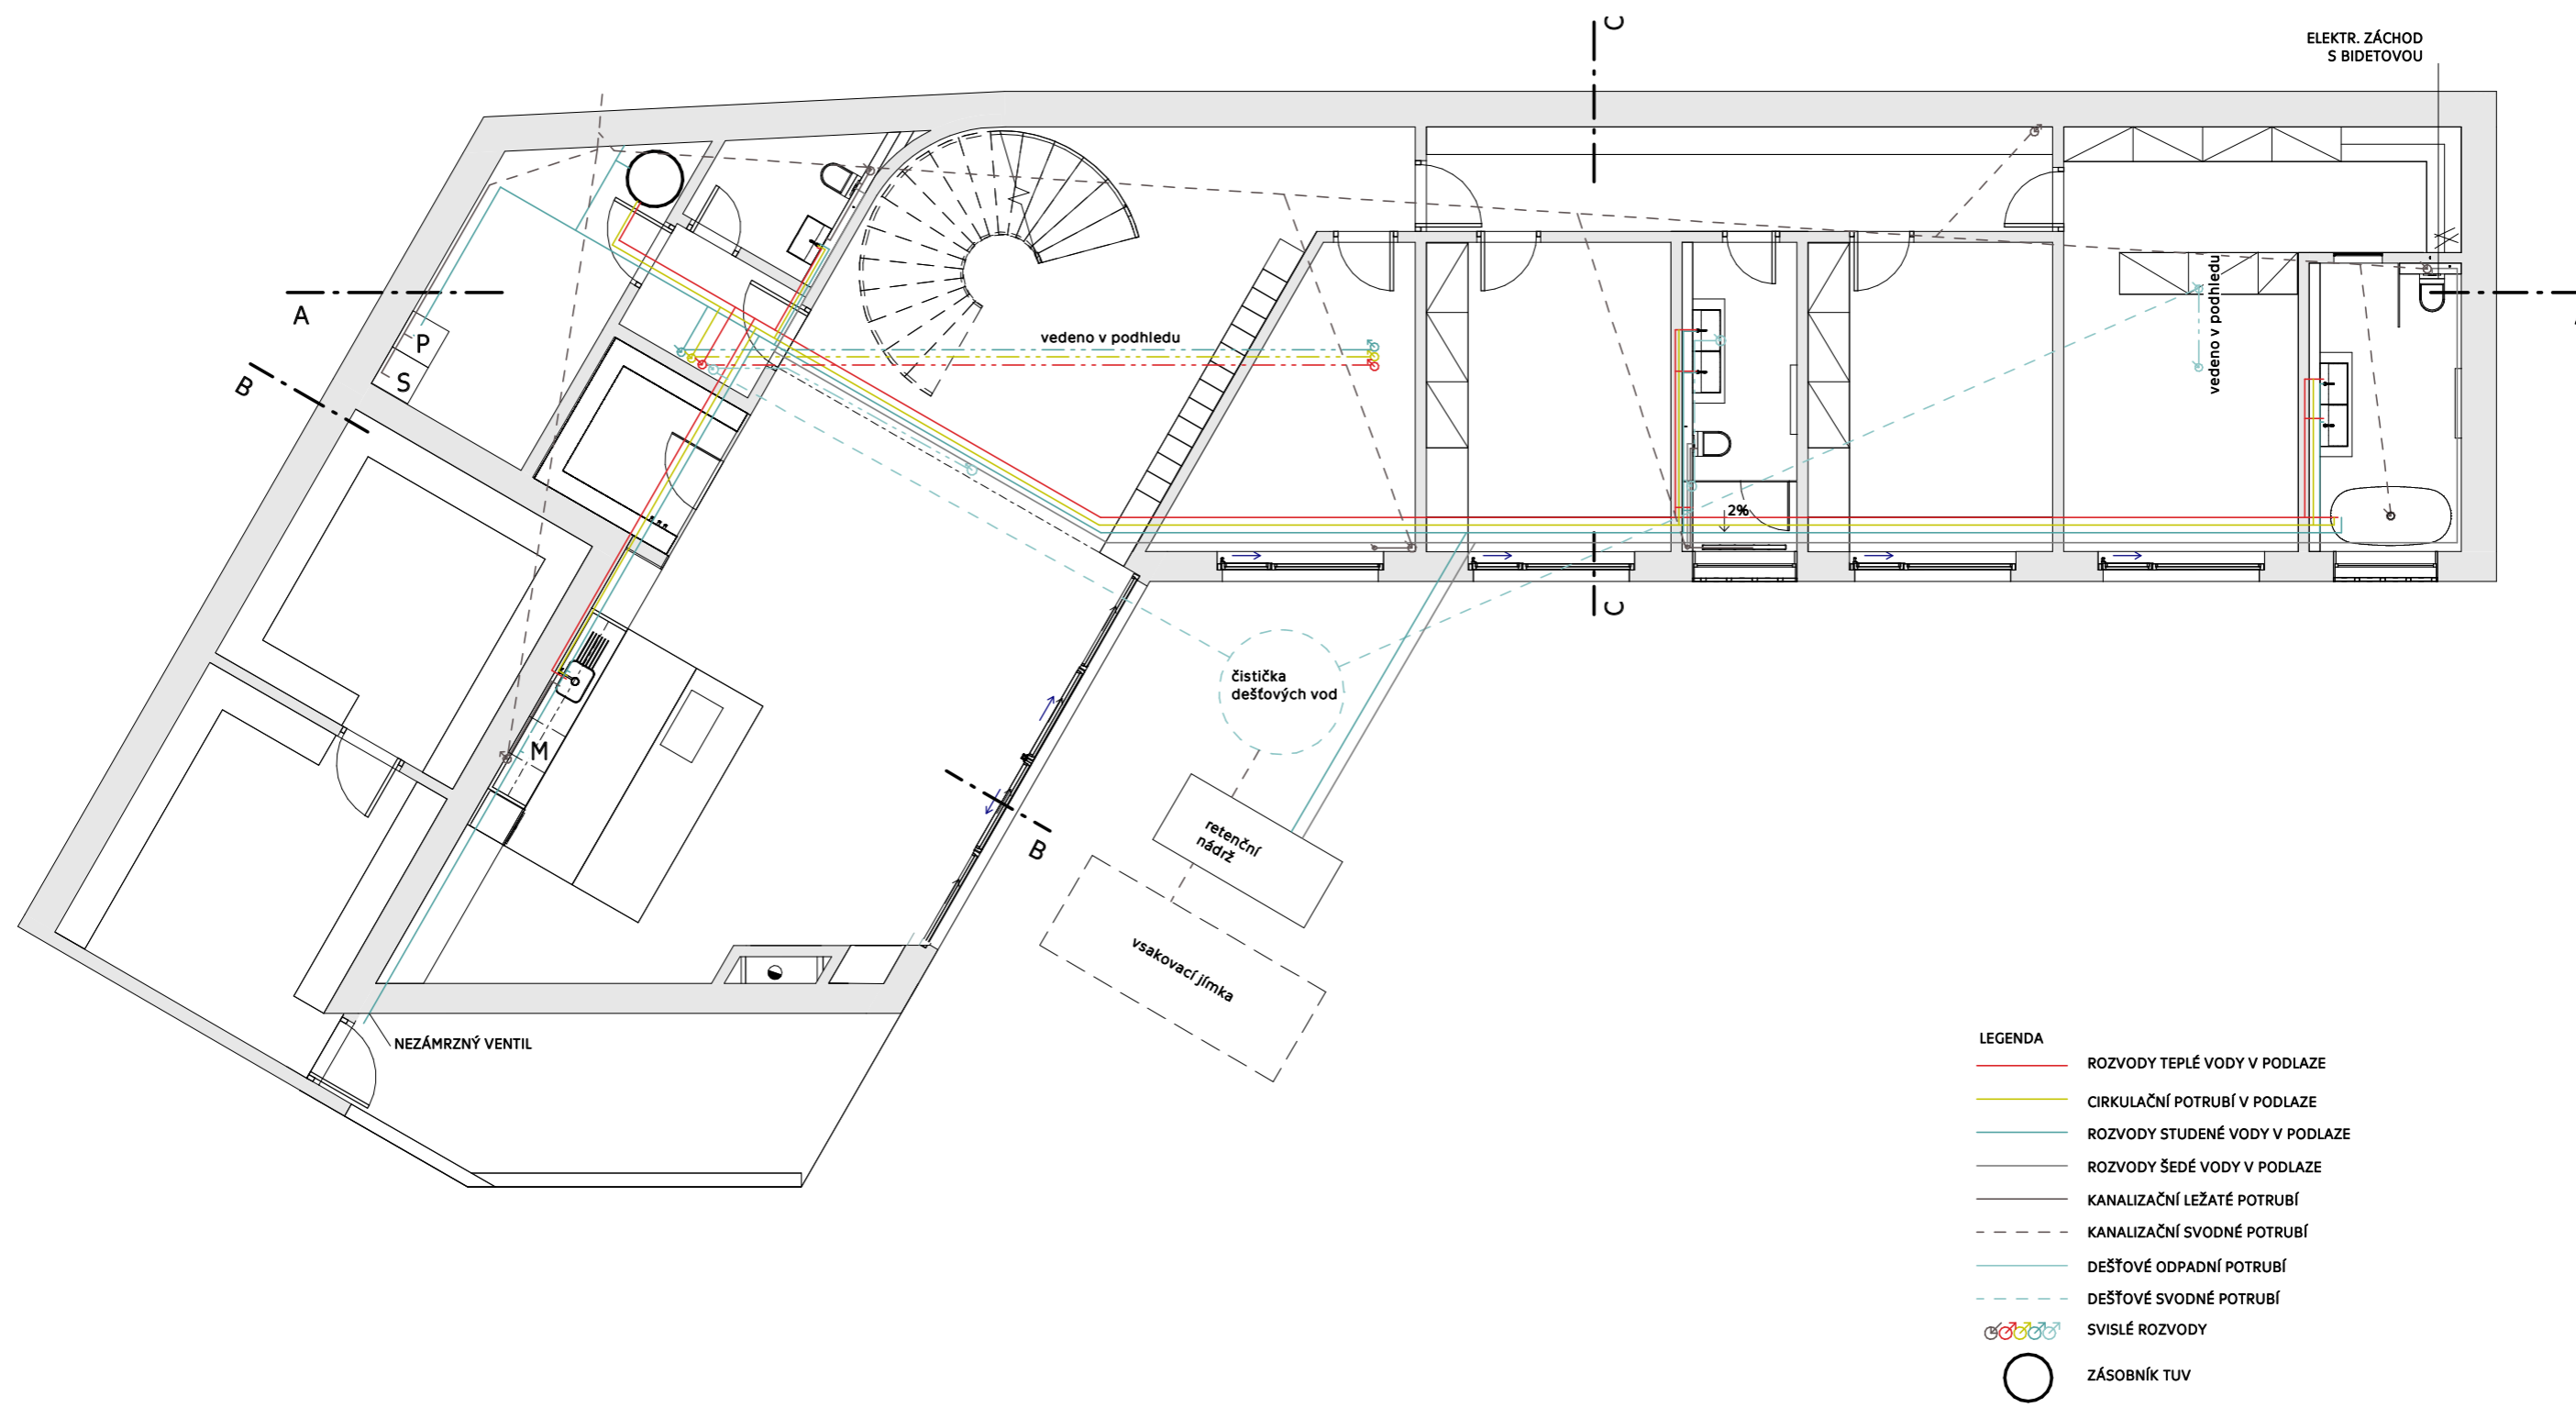 C
ELEKTR. ZÁCHOD
S BIDETOVOU
A
B
P
S
vedeno v podhledu
vedeno v podhledu
2%
C
čistička
dešťových vod
M
B
retenční
nádrž
vsakovací jímka
NEZÁMRZNÝ VENTIL
LEGENDA
ROZVODY TEPLÉ VODY V PODLAZE
CIRKULAČNÍ POTRUBÍ V PODLAZE
ROZVODY STUDENÉ VODY V PODLAZE
ROZVODY ŠEDÉ VODY V PODLAZE
KANALIZAČNÍ LEŽATÉ POTRUBÍ
KANALIZAČNÍ SVODNÉ POTRUBÍ
DEŠŤOVÉ ODPADNÍ POTRUBÍ
DEŠŤOVÉ SVODNÉ POTRUBÍ
SVISLÉ ROZVODY
ZÁSOBNÍK TUV